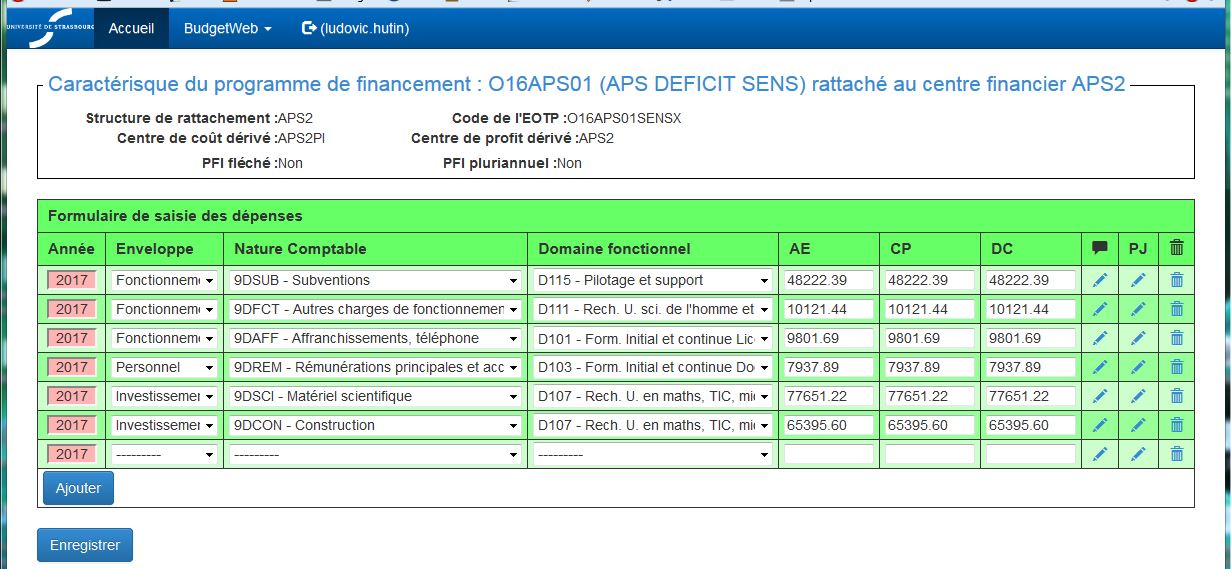 UNIVERSITÉ DE STRASBOURG Accueil BudgetWeb (ludovic.hutin)
Caractérisque du programme de financement : O16APS01 (APS DEFICIT SENS) rattaché au centre financier APS2
Structure de rattachement :APS2 Code de l'EOTP :O16APS01SENSX
Centre de coût dérivé :APS2PI Centre de profit dérivé :APS2
PFI fléché :Non PFI pluriannuel :Non
Formulaire de saisie des dépenses
Année Enveloppe Nature Comptable Domaine fonctionnel AE CP DC PJ
2017 Fonctionnem 9DSUB - Subventions D115 - Pilotage et support 48222.39 48222.39 48222.39
2017 Fonctionnem 9DFCT - Autres charges de fonctionnemen D111 - Rech. U. sci. de l'homme et 10121.44 10121.44 10121.44
2017 Fonctionnem 9DAFF - Affranchissements, téléphone D101 - Form. Initial et continue Lic 9801.69 9801.69 9801.69
2017 Personnel 9DREM - Rémunérations principales et acc D103 - Form. Initial et continue Do 7937.89 7937.89 7937.89
2017 Investissemen 9DSCI - Matériel scientifique D107 - Rech. U. en maths, TIC, mi 77651.22 77651.22 77651.22
2017 Investissemen 9DCON - Construction D107 - Rech. U. en maths, TIC, mi 65395.60 65395.60 65395.60
2017 --------- --------- ---------
Ajouter
Enregistrer